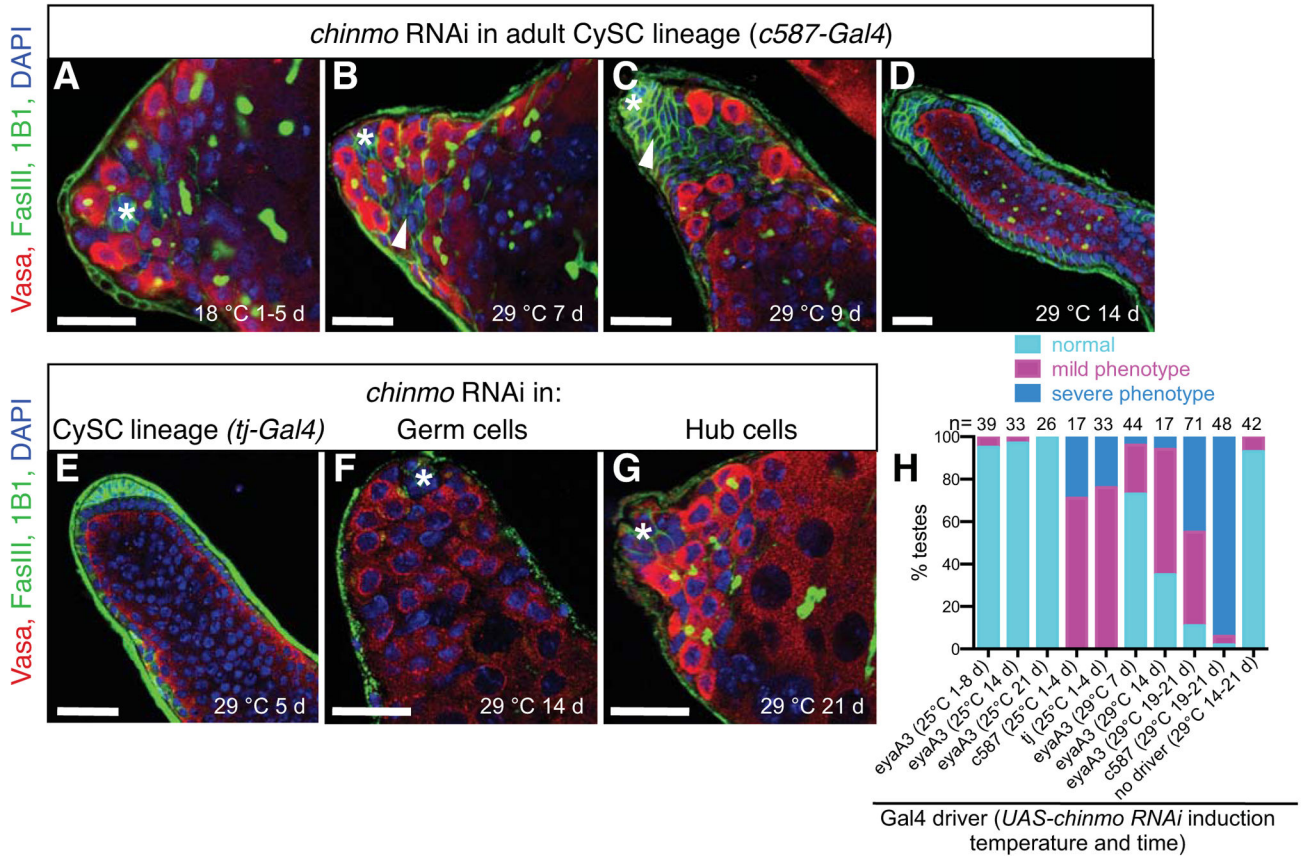 chinmo RNAi in adult CySC lineage (c587-Gal4)
Vasa, FasIII, 1B1, DAPI
A
*
18 °C 1-5 d
B
*
29 °C 7 d
C
*
29 °C 9 d
D
29 °C 14 d
chinmo RNAi in:
CySC lineage (tj-Gal4)
Germ cells
Hub cells
Vasa, FasIII, 1B1, DAPI
E
29 °C 5 d
F
*
29 °C 14 d
G
*
29 °C 21 d
normal
mild phenotype
severe phenotype
H
n= 39 33 26 17 33 44 17 71 48 42
100
80
60
40
20
0
% testes
eyaA3 (25°C 1-8 d)
eyaA3 (25°C 14 d)
eyaA3 (25°C 21 d)
c587 (25°C 1-4 d)
tj (25°C 1-4 d)
eyaA3 (29°C 7 d)
eyaA3 (29°C 14 d)
eyaA3 (29°C 19-21 d)
c587 (29°C 19-21 d)
no driver (29°C 14-21 d)
Gal4 driver (UAS-chinmo RNAi induction
temperature and time)